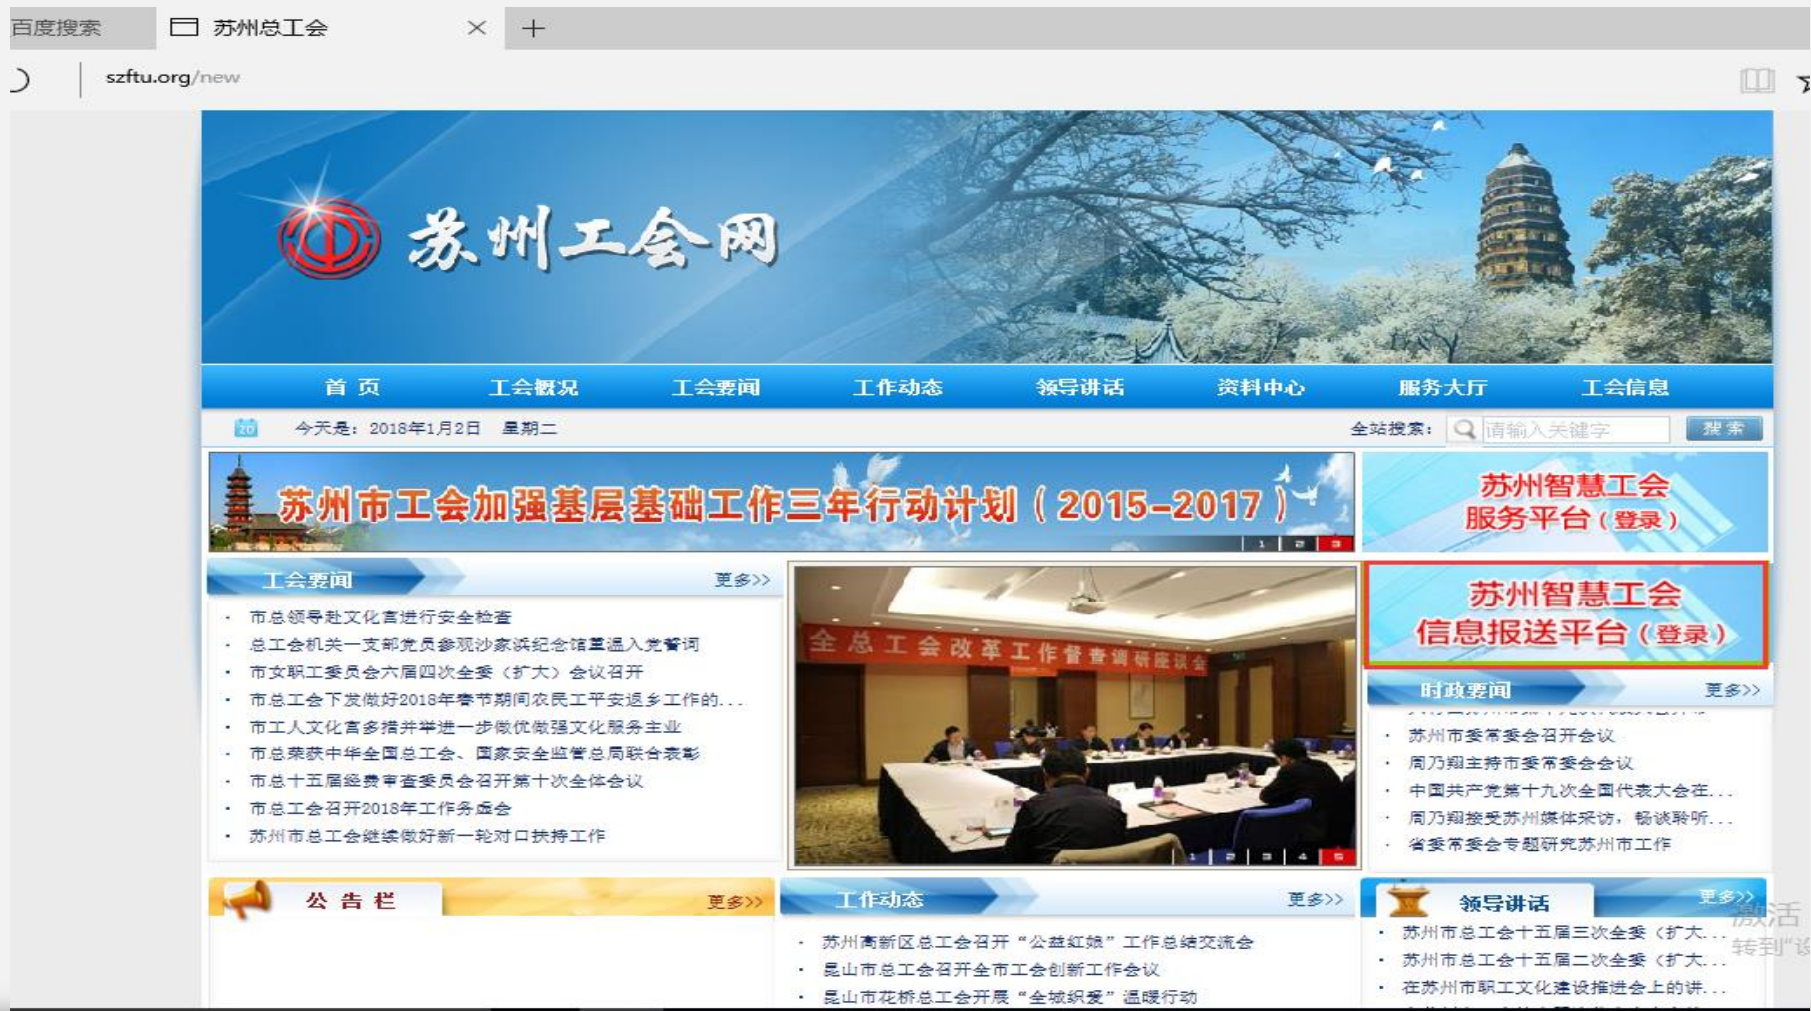 百度搜索
苏州总工会
szftu.org/new
苏州工会网
首页 工会概况 工会要闻 工作动态 领导讲话 资料中心 服务大厅 工会信息
20 今天是：2018年1月2日 星期二
全站搜索： 请输入关键字 搜索
苏州市工会加强基层基础工作三年行动计划（2015-2017）
1 2 3
苏州智慧工会
服务平台（登录）
苏州智慧工会
信息报送平台（登录）
工会要闻 更多>>
· 市总领导赴文化宫进行安全检查
· 总工会机关一支部党员参观沙家浜纪念馆重温入党誓词
· 市女职工委员会六届四次全委（扩大）会议召开
· 市总工会下发做好2018年春节期间农民工平安返乡工作的...
· 市工人文化宫多措并举进一步做优做强文化服务主业
· 市总荣获中华全国总工会、国家安全监管总局联合表彰
· 市总十五届经费审查委员会召开第十次全体会议
· 市总工会召开2018年工作务虚会
· 苏州市总工会继续做好新一轮对口扶持工作
全总工会改革工作督查调研座谈会
1 2 3 4 5
时政要闻 更多>>
· 苏州市委常委会召开会议
· 周乃翔主持市委常委会会议
· 中国共产党第十九次全国代表大会在...
· 周乃翔接受苏州媒体采访，畅谈聆听...
· 省委常委会专题研究苏州市工作
公告栏 更多>>
工作动态 更多>>
· 苏州高新区总工会召开“公益红娘”工作总结交流会
· 昆山市总工会召开全市工会创新工作会议
· 昆山市花桥总工会开展“全城织爱”温暖行动
领导讲话 更多>>
· 苏州市总工会十五届三次全委（扩大...
· 苏州市总工会十五届二次全委（扩大...
· 在苏州市职工文化建设推进会上的讲...
激活
转到“设